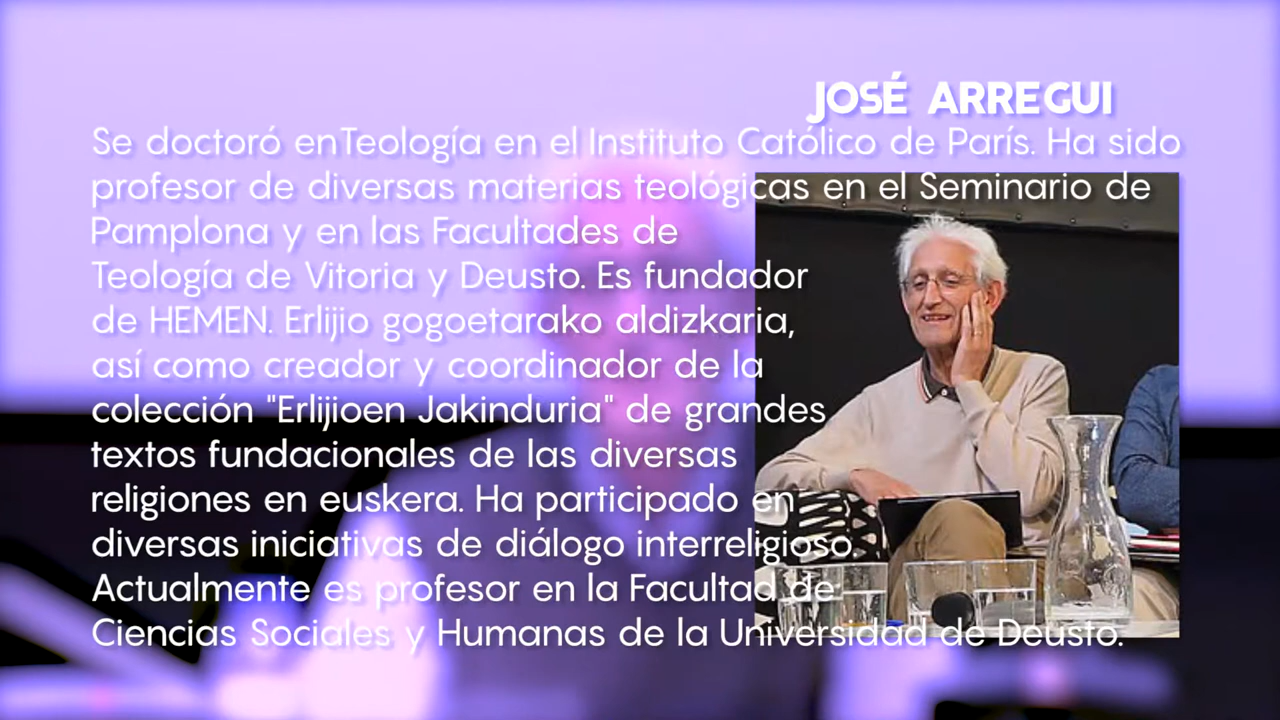 JOSÉ ARREGUI
Se doctoró enTeología en el Instituto Católico de París. Ha sido
profesor de diversas materias teológicas en el Seminario de
Pamplona y en las Facultades de
Teología de Vitoria y Deusto. Es fundador
de HEMEN. Erlijio gogoetarako aldizkaria,
así como creador y coordinador de la
colección "Erlijioen Jakinduria" de grandes
textos fundacionales de las diversas
religiones en euskera. Ha participado en
diversas iniciativas de diálogo interreligioso.
Actualmente es profesor en la Facultad de
Ciencias Sociales y Humanas de la Universidad de Deusto.